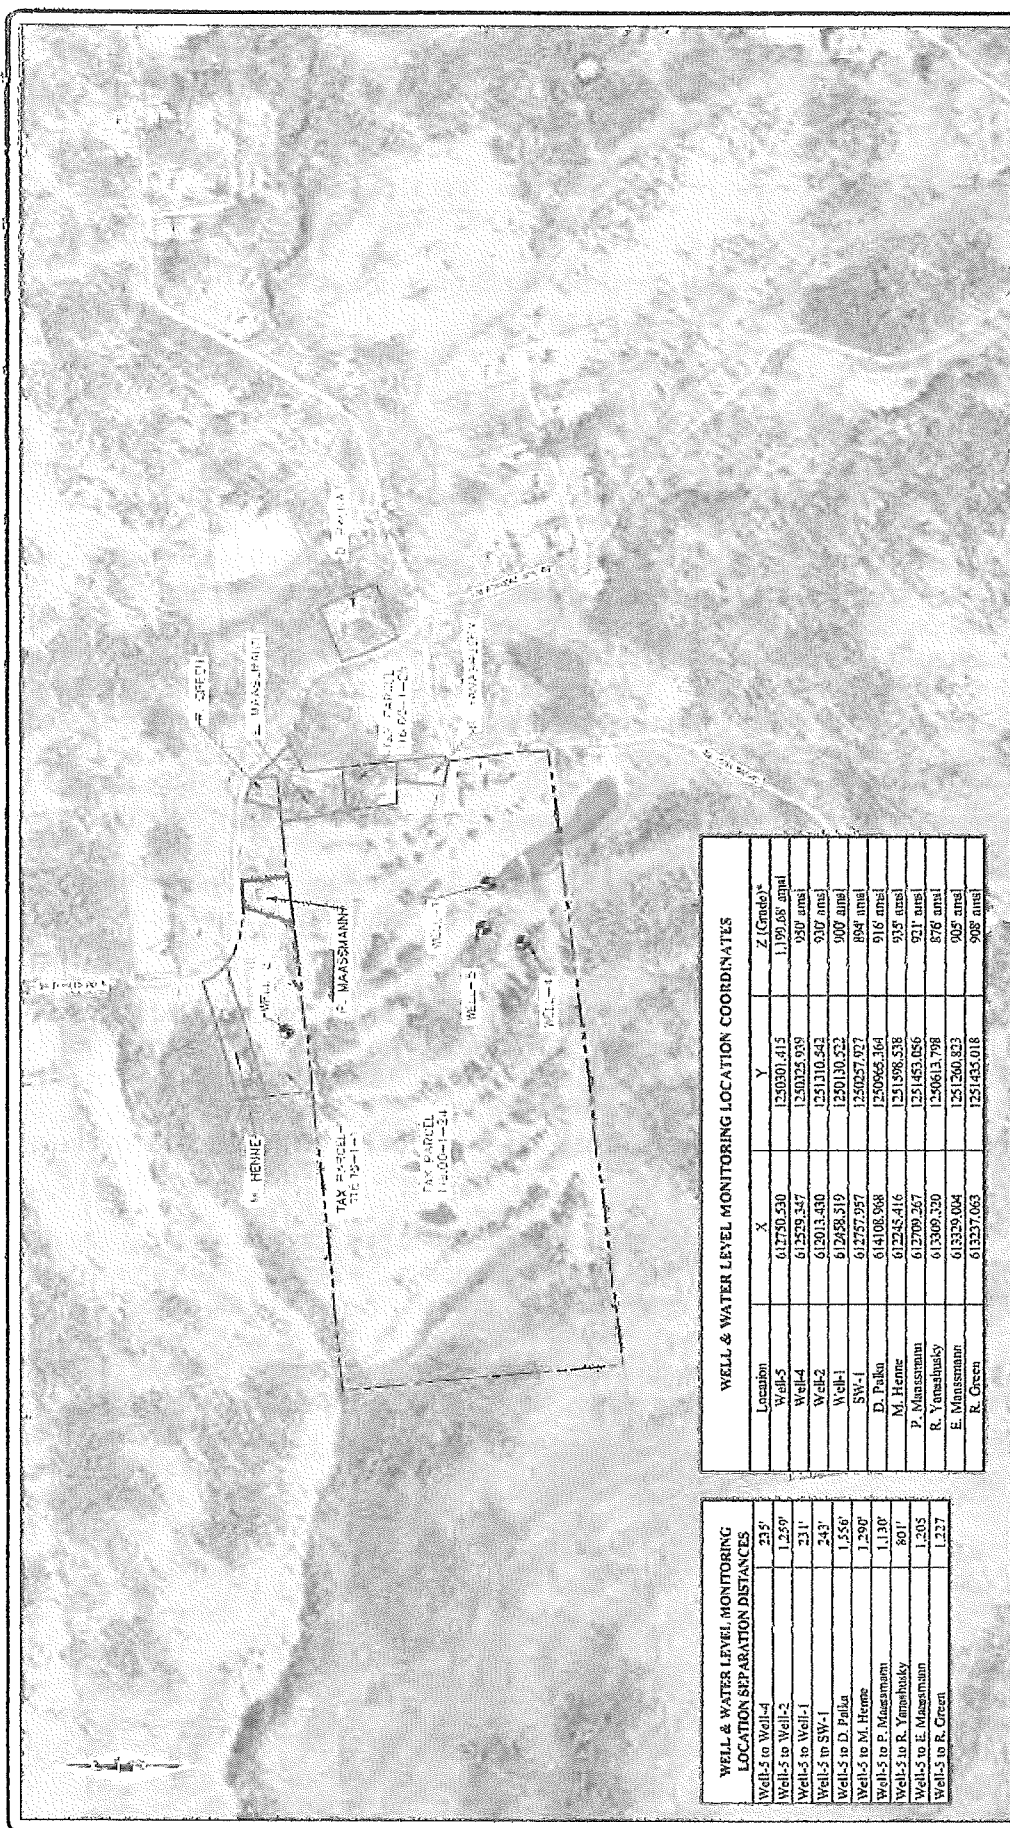 R. GREEN
E. MAASSMANN
TAX PARCEL
P. MAASSMANN
WELL-2
M. HENNE
TAX PARCEL
TAX PARCEL
116.00-1-24
WELL-5
WELL-4
WELL & WATER LEVEL MONITORING
LOCATION SEPARATION DISTANCES
Well-5 to Well-4 235'
Well-5 to Well-2 1,259'
Well-5 to Well-1 231'
Well-5 to SW-1 243'
Well-5 to D. Palka 1,556'
Well-5 to M. Henne 1,290'
Well-5 to P. Maassmann 1,130'
Well-5 to R. Yanashusky 801'
Well-5 to E. Maassmann 1,205
Well-5 to R. Green 1,227
WELL & WATER LEVEL MONITORING LOCATION COORDINATES
Location X Y Z (Grade)*
Well-5 612750.530 1250301.415 1,199.68' amsl
Well-4 612529.347 1250325.939 950' amsl
Well-2 612013.430 1251310.542 930' amsl
Well-1 612458.519 1250130.522 900' amsl
SW-1 612757.957 1250257.927 894' amsl
D. Palka 614108.968 1250965.364 916' amsl
M. Henne 612245.416 1251598.538 935' amsl
P. Maassmann 612709.267 1251453.056 921' amsl
R. Yanashusky 613309.320 1250613.798 876' amsl
E. Maassmann 613329.004 1251260.823 905' amsl
R. Green 613237.063 1251435.018 908' amsl